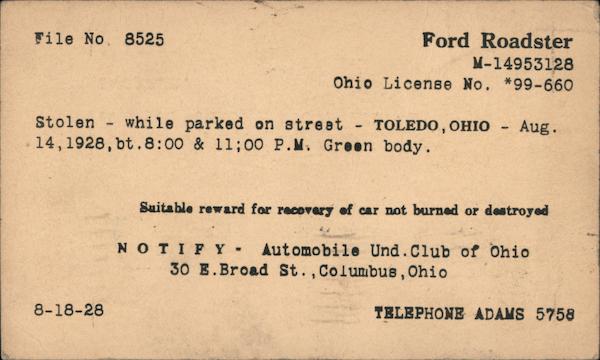 File No. 8525
Ford Roadster
M-14953128
Ohio License No. *99-660
Stolen - while parked on street - TOLEDO, OHIO - Aug.
14,1928,bt.8:00 & 11;00 P.M. Green body.
Suitable reward for recovery of car not burned or destroyed
NOTIFY - Automobile Und.Club of Ohio
30 E.Broad St.,Columbus,Ohio
8-18-28
TELEPHONE ADAMS 5758